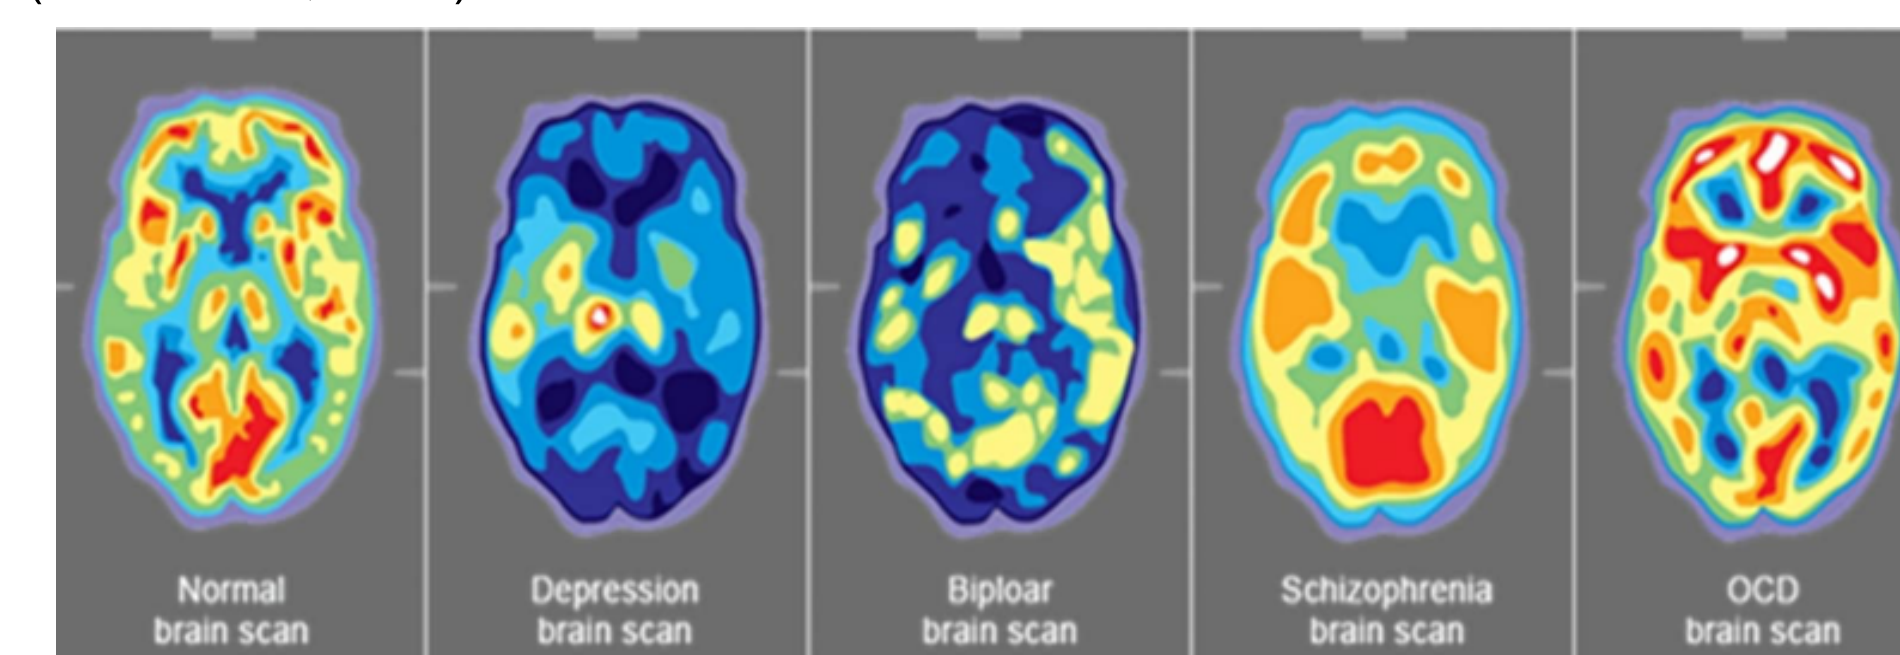 Normal
brain scan
Depression
brain scan
Biploar
brain scan
Schizophrenia
brain scan
OCD
brain scan